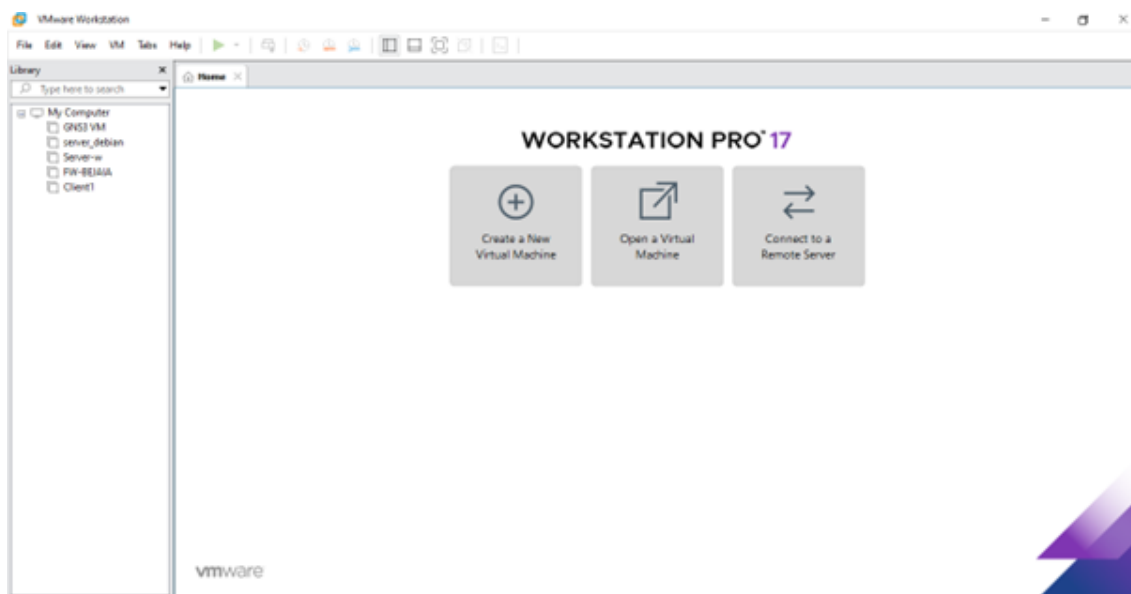 VMware Workstation
File Edit View VM Tabs Help
Library
Home
Type here to search
My Computer
GNS3 VM
server_debian
Server-w
FW-BEJAIA
Client1
WORKSTATION PRO™ 17
Create a New
Virtual Machine
Open a Virtual
Machine
Connect to a
Remote Server
vmware